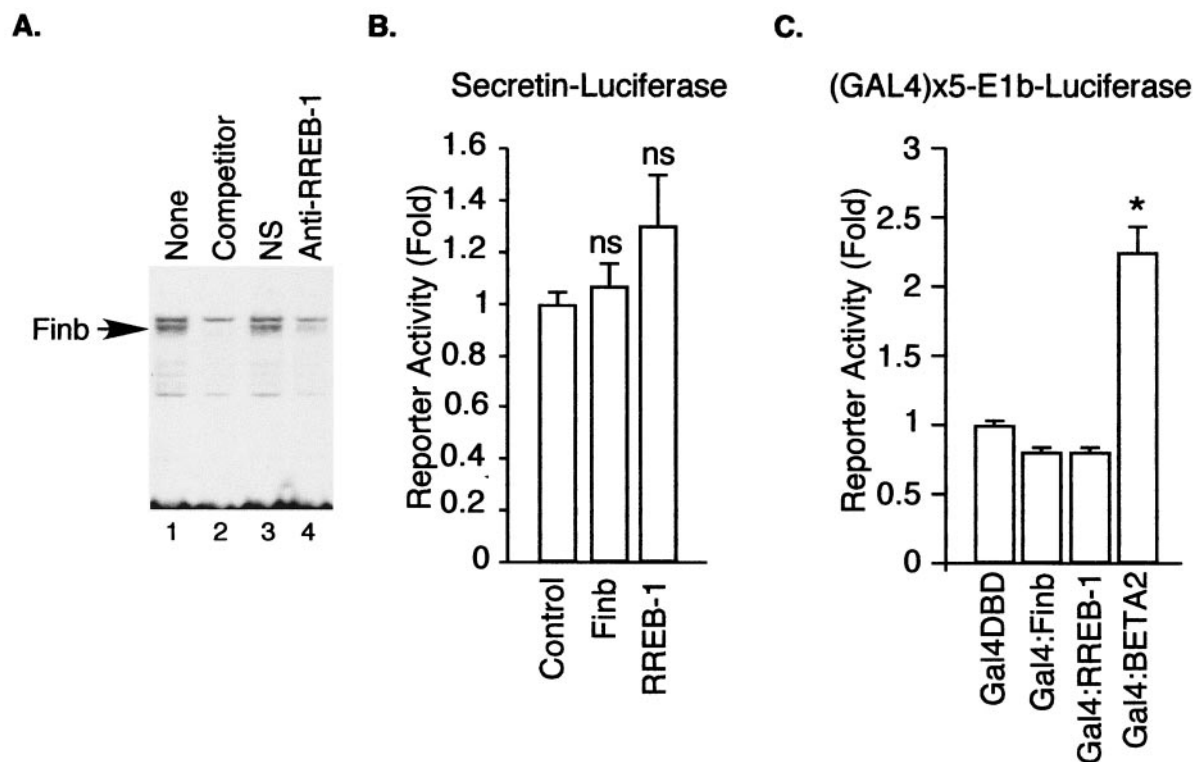 A.
None
Competitor
NS
Anti-RREB-1
Finb
1 2 3 4
B.
Secretin-Luciferase
Reporter Activity (Fold)
1.6
1.4
1.2
1
0.8
0.6
0.4
0.2
0
ns
ns
Control
Finb
RREB-1
C.
(GAL4)x5-E1b-Luciferase
Reporter Activity (Fold)
3
2.5
2
1.5
1
0.5
0
*
Gal4DBD
Gal4:Finb
Gal4:RREB-1
Gal4:BETA2